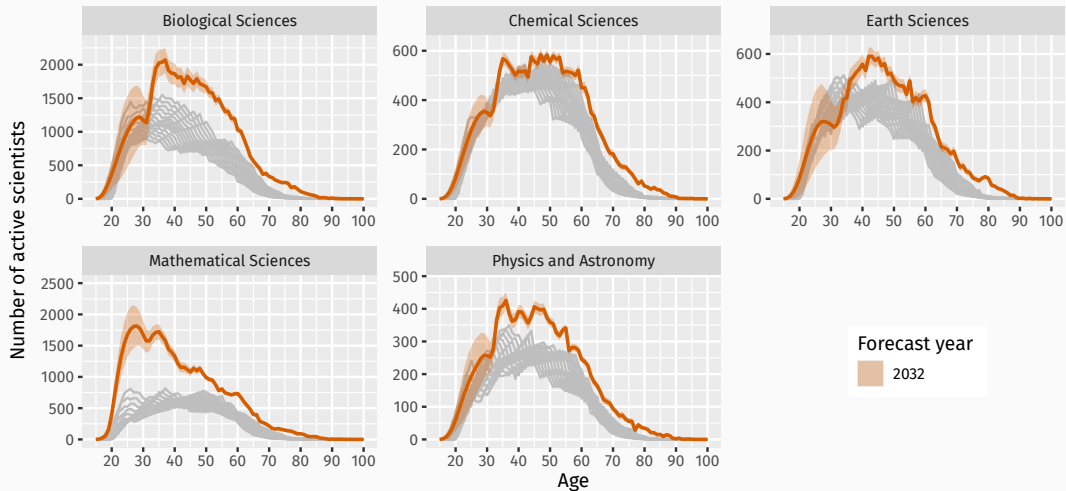 Biological Sciences
Chemical Sciences
Earth Sciences
2000
1500
1000
500
0
600
400
200
0
600
400
200
0
20 30 40 50 60 70 80 90 100
20 30 40 50 60 70 80 90 100
20 30 40 50 60 70 80 90 100
Number of active scientists
Mathematical Sciences
Physics and Astronomy
2500
2000
1500
1000
500
0
500
400
300
200
100
0
20 30 40 50 60 70 80 90 100
20 30 40 50 60 70 80 90 100
Forecast year
2032
Age